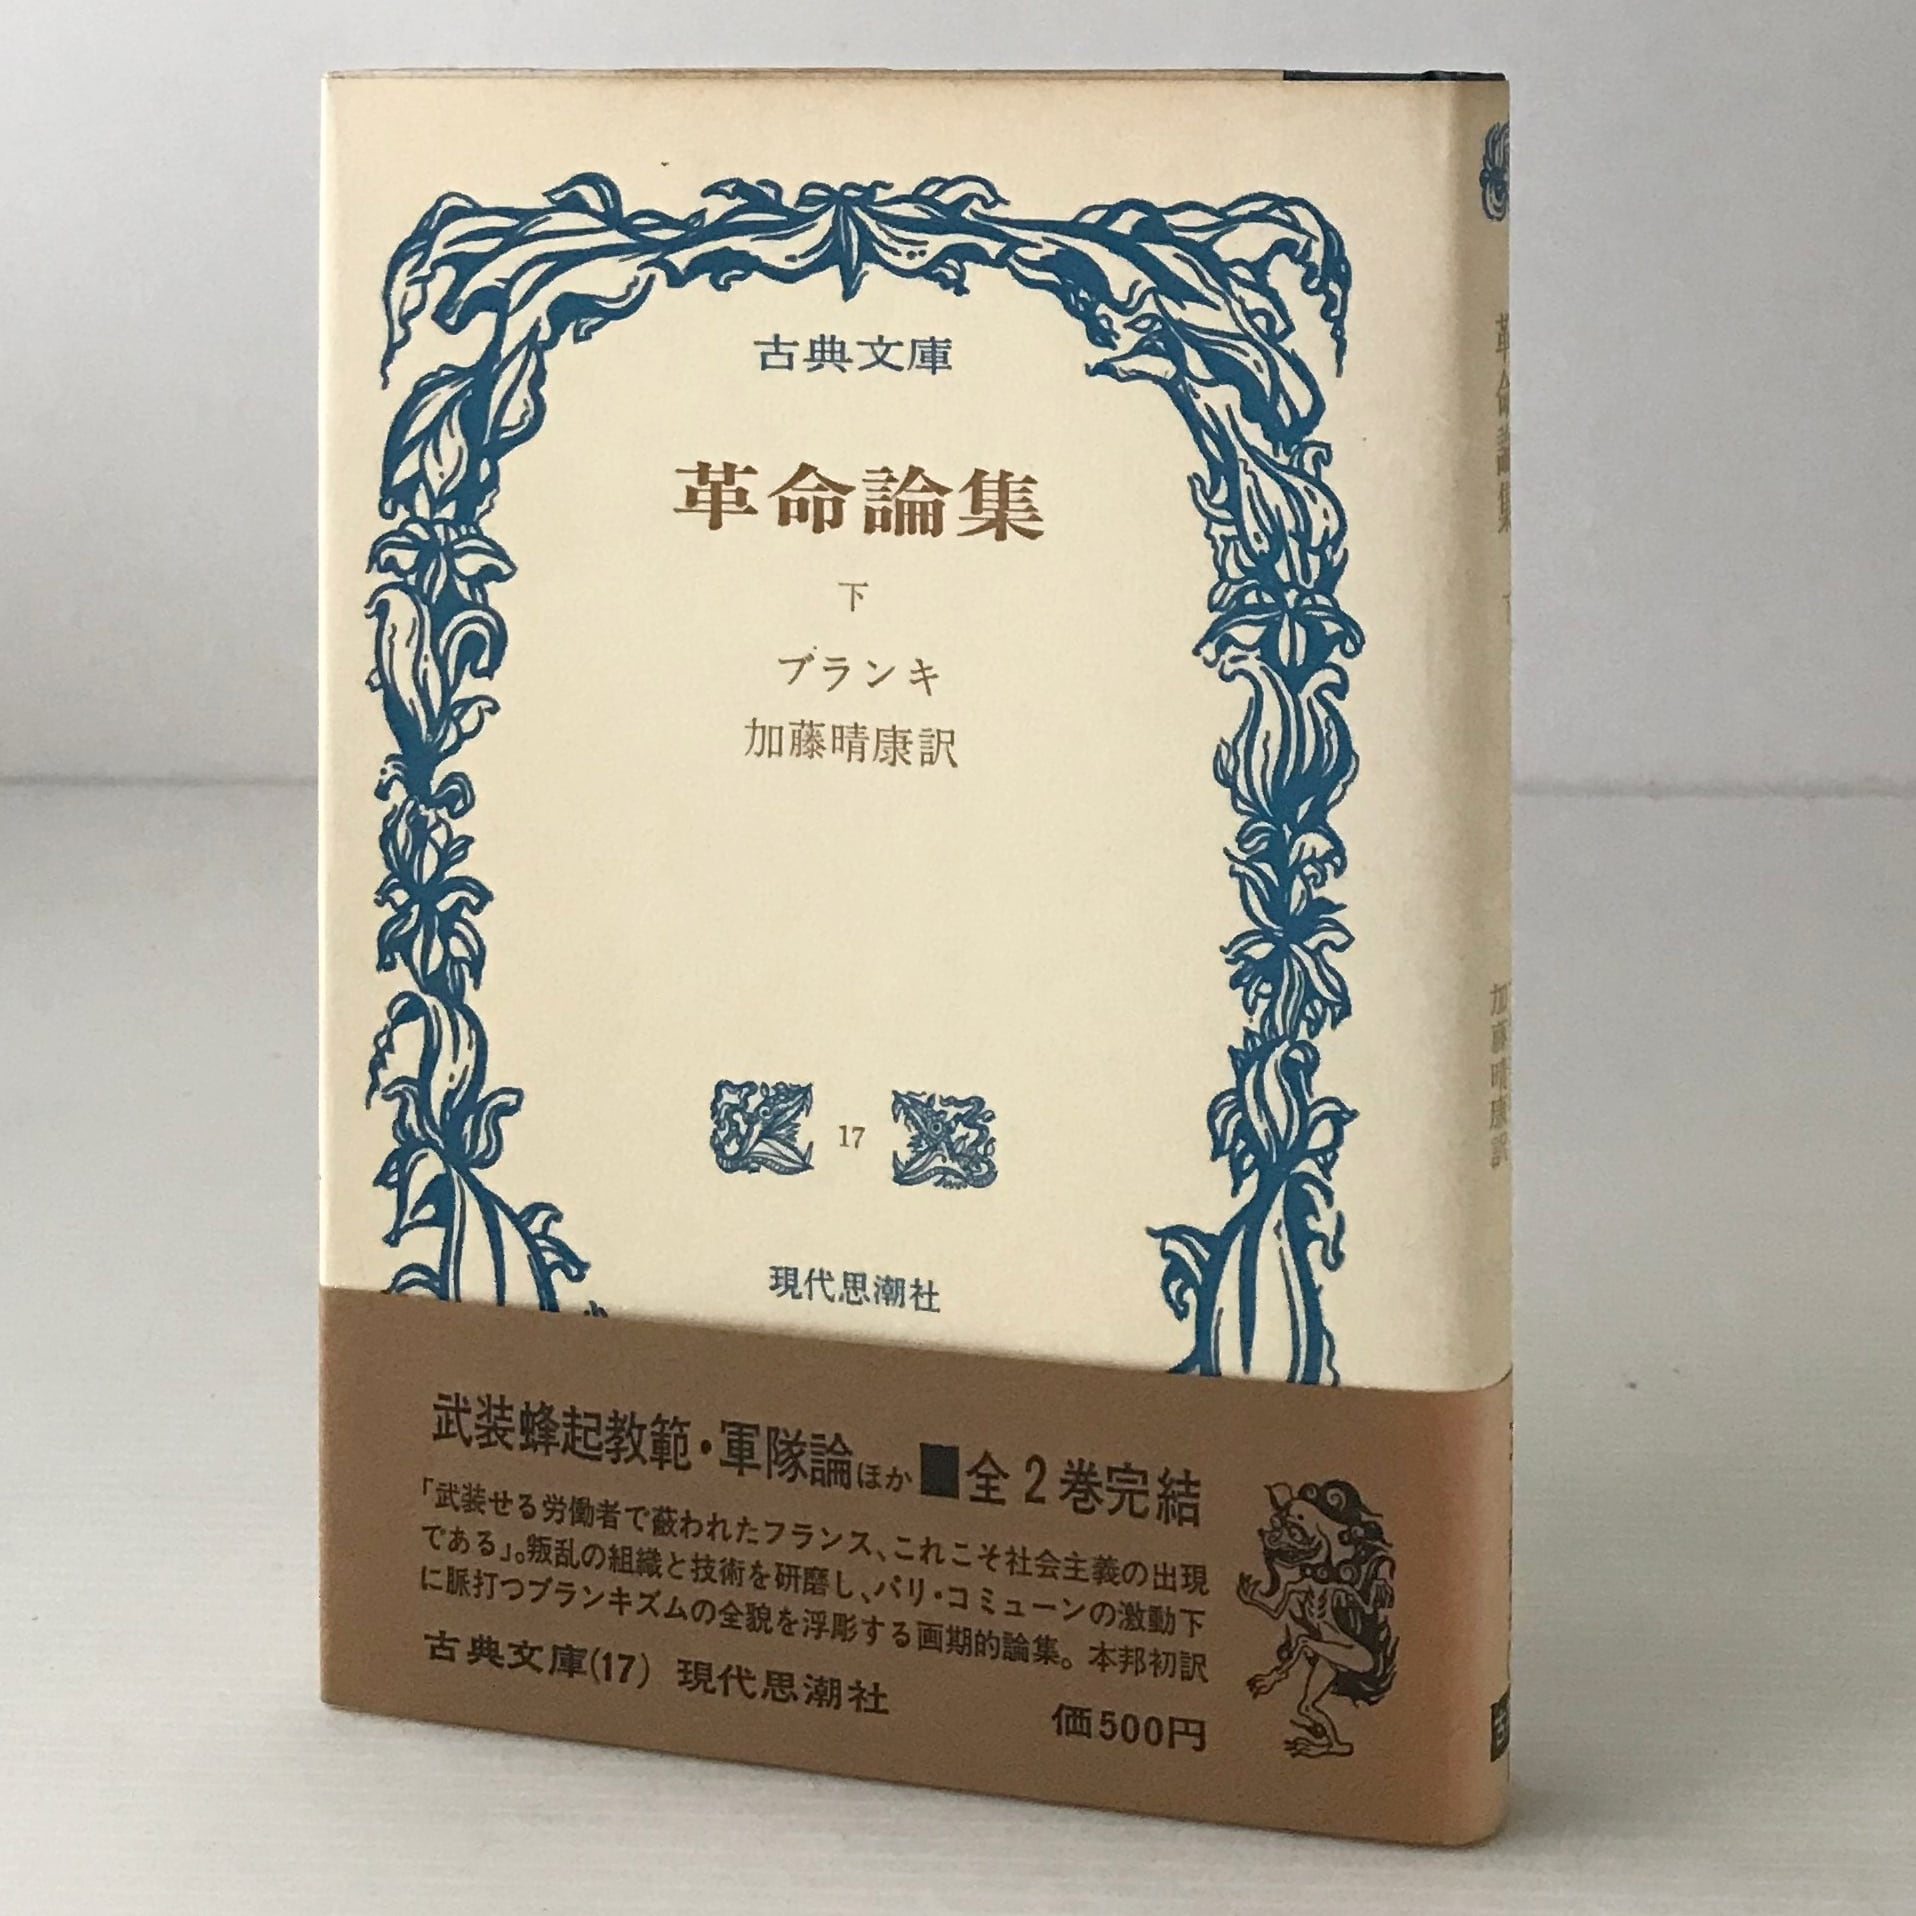 古典文庫
革命論集
下
ブランキ
加藤晴康訳
17
現代思潮社
武装蜂起教範・軍隊論ほか■全2巻完結
「武装せる労働者で蔽われたフランス、これこそ社会主義の出現
である」。叛乱の組織と技術を研磨し、パリ・コミューンの激動下
に脈打つブランキズムの全貌を浮彫する画期的論集。本邦初訳
古典文庫(17) 現代思潮社
価500円
革命論集
下
加藤晴康訳